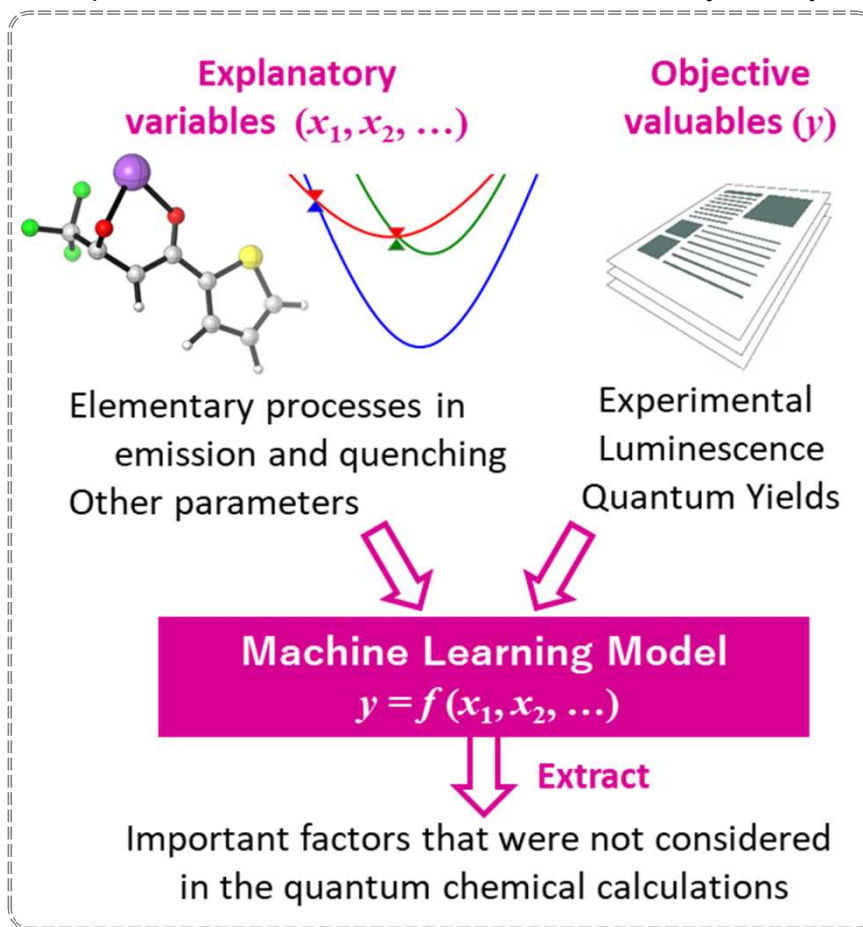 Explanatory
variables (x₁, x₂, …)
Objective
valuables (y)
Elementary processes in
emission and quenching
Other parameters
Experimental
Luminescence
Quantum Yields
Machine Learning Model
y = f (x₁, x₂, …)
Extract
Important factors that were not considered
in the quantum chemical calculations